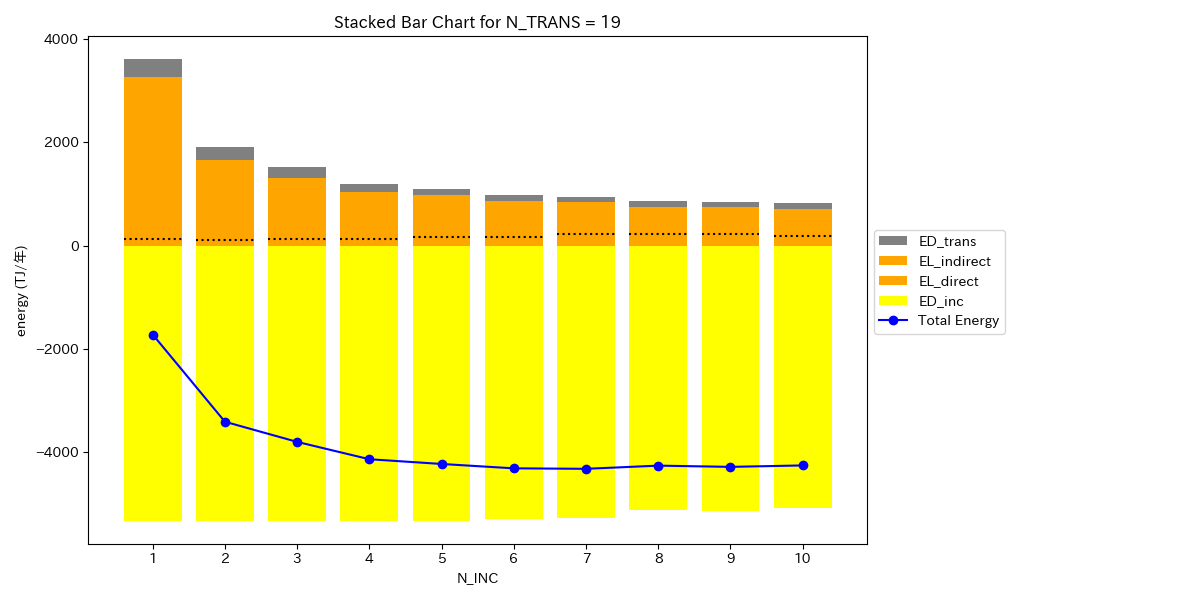 Stacked Bar Chart for N_TRANS = 19
energy (TJ/年)
4000
2000
0
−2000
−4000
1 2 3 4 5 6 7 8 9 10
N_INC
ED_trans
EL_indirect
EL_direct
ED_inc
Total Energy